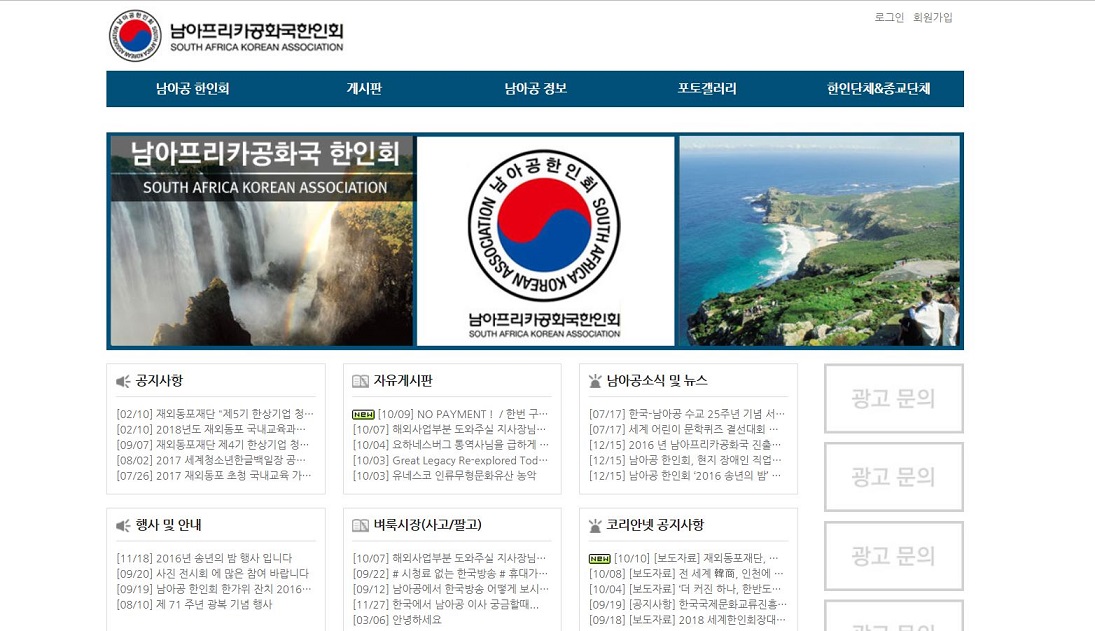 남아프리카공화국한인회
SOUTH AFRICA KOREAN ASSOCIATION
로그인 회원가입
남아공 한인회 게시판 남아공 정보 포토갤러리 한인단체&종교단체
남아프리카공화국 한인회
SOUTH AFRICA KOREAN ASSOCIATION
남아공한인회 SOUTH AFRICA KOREAN ASSOCIATION
남아프리카공화국한인회
SOUTH AFRICA KOREAN ASSOCIATION
공지사항
[02/10] 재외동포재단 "제5기 한상기업 청…
[02/10] 2018년도 재외동포 국내교육과…
[09/07] 재외동포재단 제4기 한상기업 청…
[08/02] 2017 세계청소년한글백일장 공…
[07/26] 2017 재외동포 초청 국내교육 가…
자유게시판
NEW [10/09] NO PAYMENT ! / 한번 구…
[10/07] 해외사업부분 도와주실 지사장님…
[10/04] 요하네스버그 통역사님을 급하게 …
[10/03] Great Legacy Re-explored Tod…
[10/03] 유네스코 인류무형문화유산 농악
남아공소식 및 뉴스
[07/17] 한국-남아공 수교 25주년 기념 서…
[07/17] 세계 어린이 문학퀴즈 결선대회 …
[12/15] 2016 년 남아프리카공화국 진출…
[12/15] 남아공 한인회, 현지 장애인 직업…
[12/15] 남아공 한인회 '2016 송년의 밤' …
광고 문의
광고 문의
광고 문의
광고 문의
행사 및 안내
[11/18] 2016년 송년의 밤 행사 입니다
[09/20] 사진 전시회 에 많은 참여 바랍니다
[09/19] 남아공 한인회 한가위 잔치 2016…
[08/10] 제 71 주년 광복 기념 행사
벼룩시장(사고/팔고)
[10/07] 해외사업부분 도와주실 지사장님…
[09/22] # 시청료 없는 한국방송 # 휴대가…
[09/12] 남아공에서 한국방송 어떻게 보시…
[11/27] 한국에서 남아공 이사 궁금할때...
[03/06] 안녕하세요
코리안넷 공지사항
NEW [10/10] [보도자료] 재외동포재단, …
[10/08] [보도자료] 전 세계 韓商, 인천에 …
[10/04] [보도자료] '더 커진 하나, 한반도…
[09/19] [공지사항] 한국국제문화교류진흥…
[09/18] [보도자료] 2018 세계한인회장대…